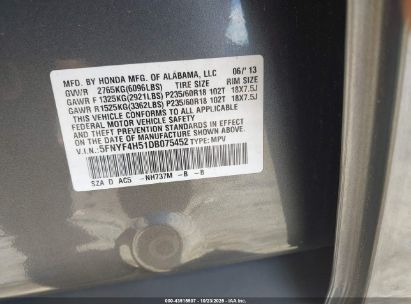 MFD. BY HONDA MFG. OF ALABAMA, LLC 06/'13
GVWR 2765KG(6096LBS) TIRE SIZE RIM SIZE
GAWR F 1325KG(2921LBS) P235/60R18 102T 18X7.5J
GAWR R 1525KG(3362LBS) P235/60R18 102T 18X7.5J
THIS VEHICLE CONFORMS TO ALL APPLICABLE
FEDERAL MOTOR VEHICLE SAFETY AND
THEFT PREVENTION STANDARDS IN EFFECT
ON THE DATE OF MANUFACTURE SHOWN ABOVE.
V.I.N.:5FNYF4H51DB075452 TYPE: MPV
SZA D AC5 -NH737M -B -B